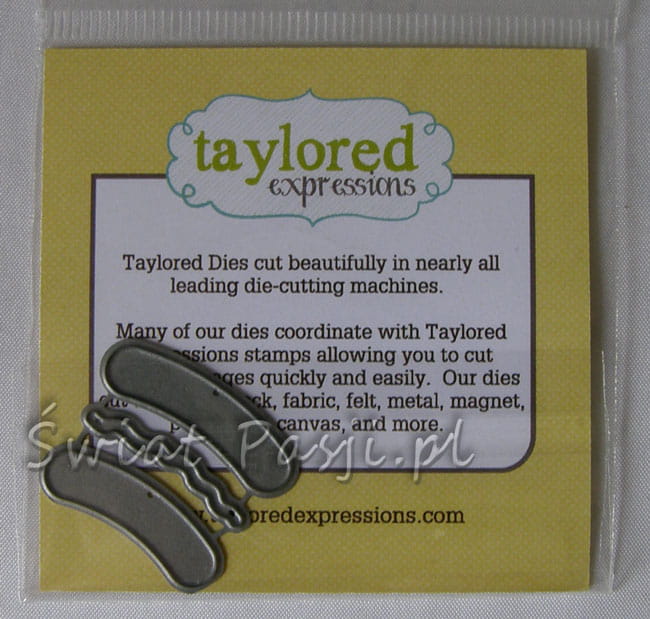 taylored
expressions
Taylored Dies cut beautifully in nearly all
leading die-cutting machines.
Many of our dies coordinate with Taylored
stamps allowing you to cut
quickly and easily. Our dies
fabric, felt, metal, magnet,
canvas, and more.
Świat Pasji.pl